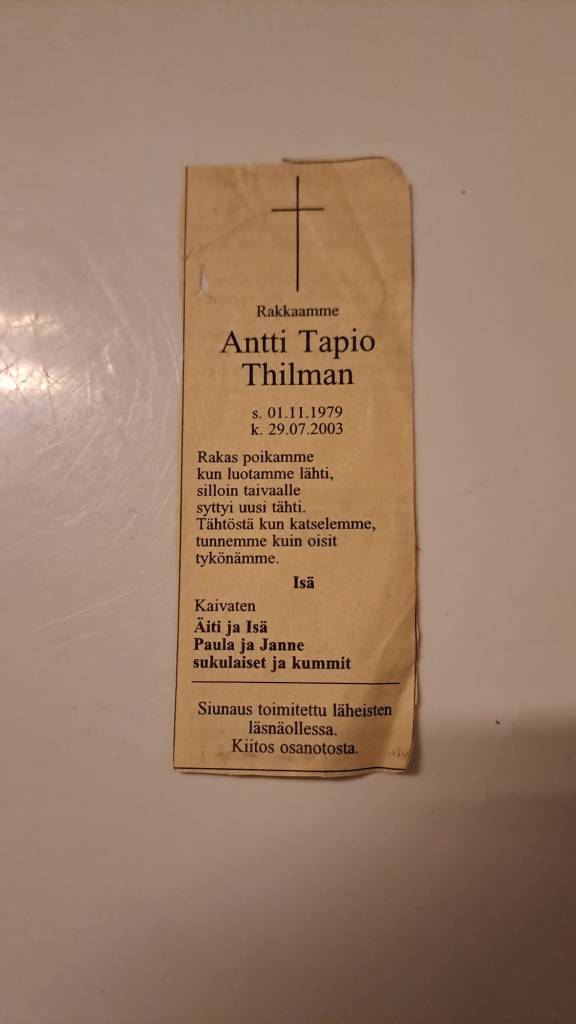 Rakkaamme
Antti Tapio
Thilman
s. 01.11.1979
k. 29.07.2003
Rakas poikamme
kun luotamme lähti,
silloin taivaalle
syttyi uusi tähti.
Tähtöstä kun katselemme,
tunnemme kuin oisit
tykönämme.
Isä
Kaivaten
Äiti ja Isä
Paula ja Janne
sukulaiset ja kummit
Siunaus toimitettu läheisten
läsnäollessa.
Kiitos osanotosta.